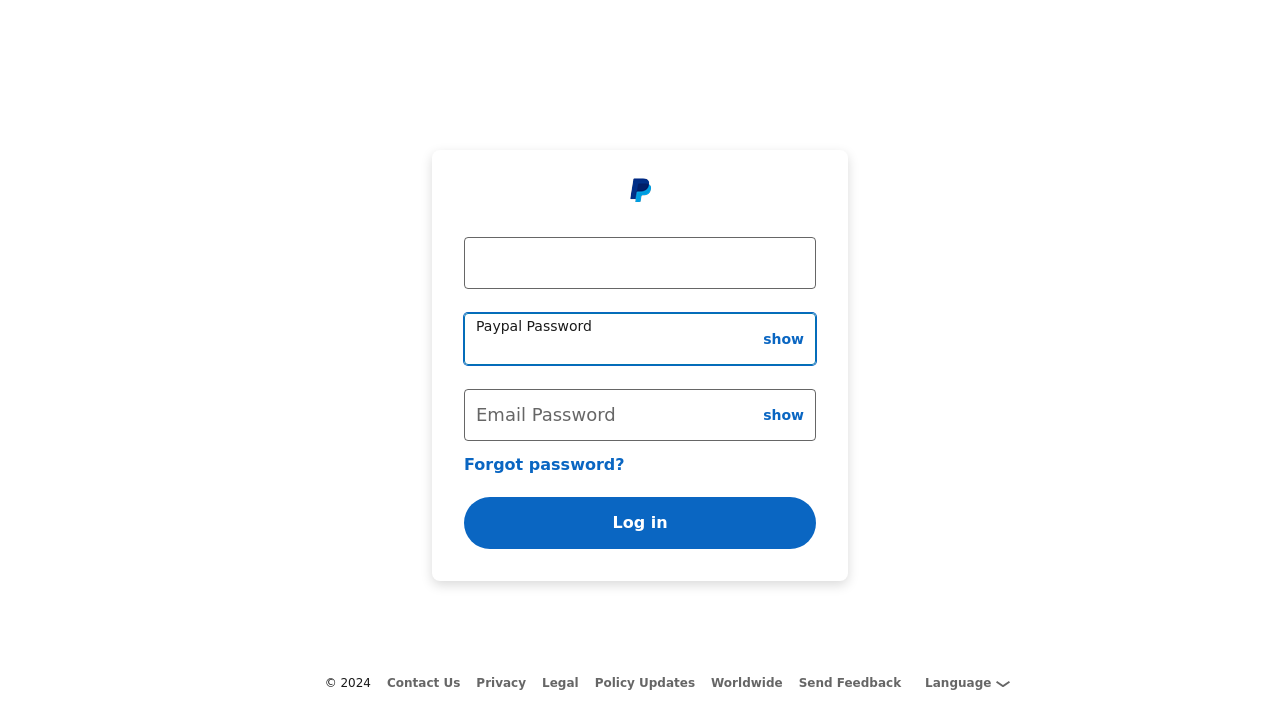 Paypal Password
show
Email Password
show
Forgot password?
Log in
© 2024 Contact Us Privacy Legal Policy Updates Worldwide Send Feedback Language